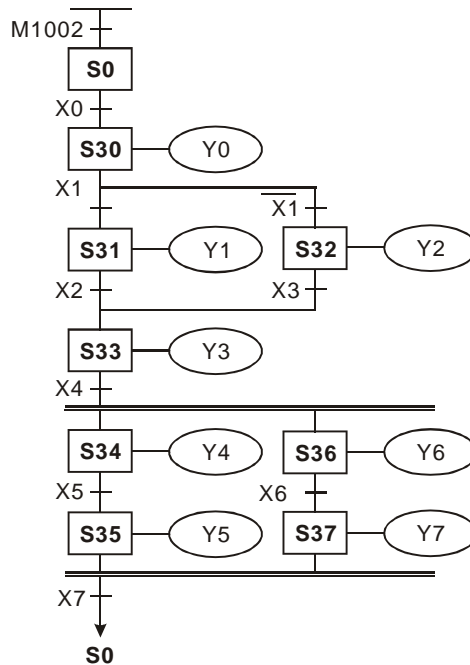 M1002
S0
X0
S30 Y0
X1 X̅1̅
S31 Y1 S32 Y2
X2 X3
S33 Y3
X4
S34 Y4 S36 Y6
X5 X6
S35 Y5 S37 Y7
X7
S0